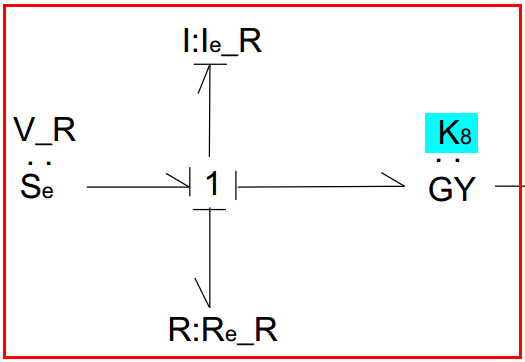 I:Ie_R
V_R
K8
Se
1
GY
R:Re_R